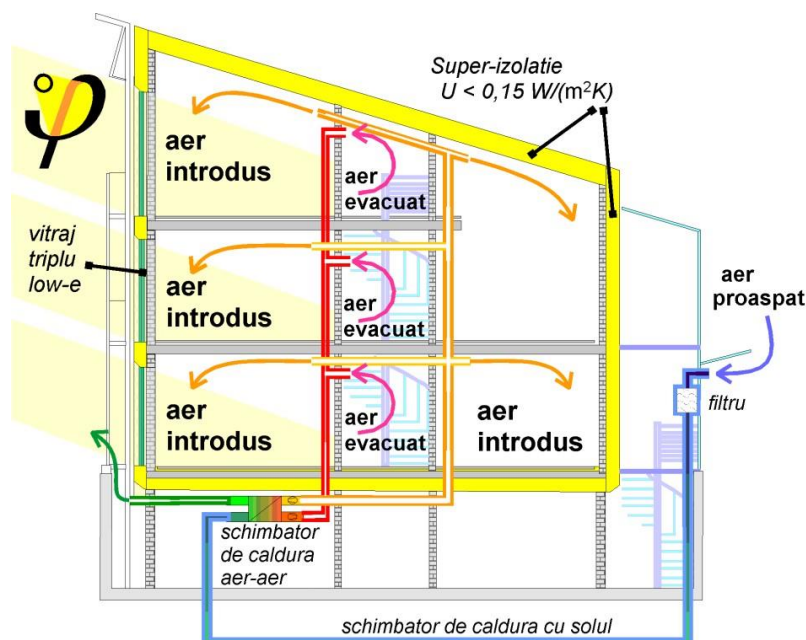 Super-izolatie
U < 0,15 W/(m²K)
aer
introdus
aer
evacuat
vitraj
triplu
low-e
aer
introdus
aer
evacuat
aer
proaspat
filtru
aer
introdus
aer
evacuat
aer
introdus
schimbator
de caldura
aer-aer
schimbator de caldura cu solul